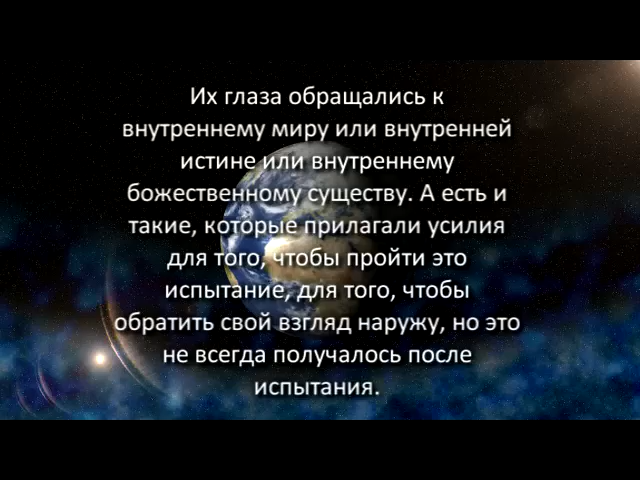 Их глаза обращались к
внутреннему миру или внутренней
истине или внутреннему
божественному существу. А есть и
такие, которые прилагали усилия
для того, чтобы пройти это
испытание, для того, чтобы
обратить свой взгляд наружу, но это
не всегда получалось после
испытания.